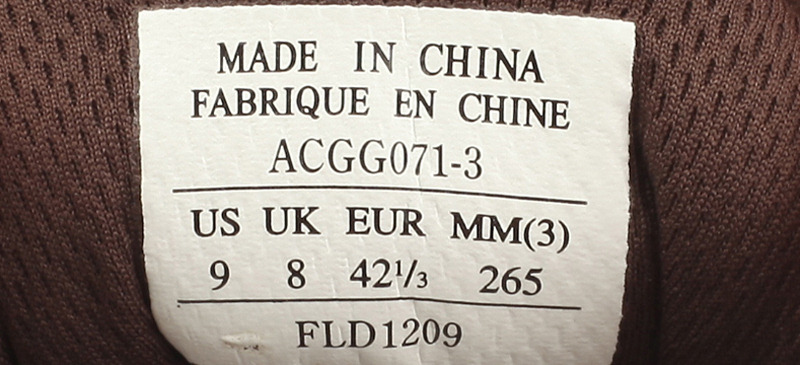 MADE IN CHINA
FABRIQUE EN CHINE
ACGG071-3
US UK EUR MM(3)
9 8 42¹/₃ 265
FLD1209